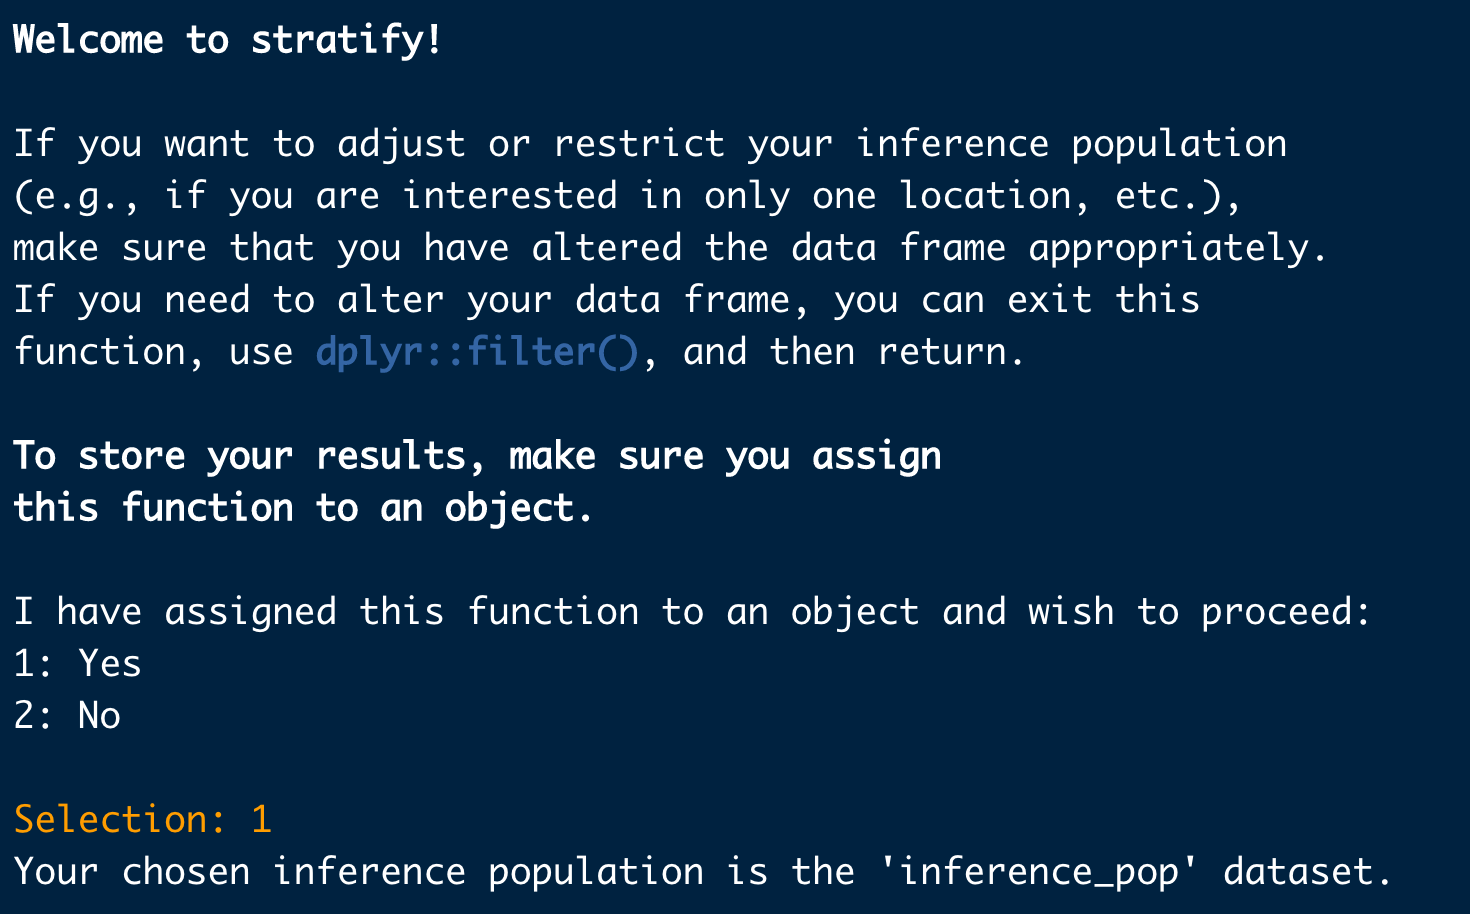 Welcome to stratify!
If you want to adjust or restrict your inference population
(e.g., if you are interested in only one location, etc.),
make sure that you have altered the data frame appropriately.
If you need to alter your data frame, you can exit this
function, use dplyr::filter(), and then return.
To store your results, make sure you assign
this function to an object.
I have assigned this function to an object and wish to proceed:
1: Yes
2: No
Selection: 1
Your chosen inference population is the 'inference_pop' dataset.